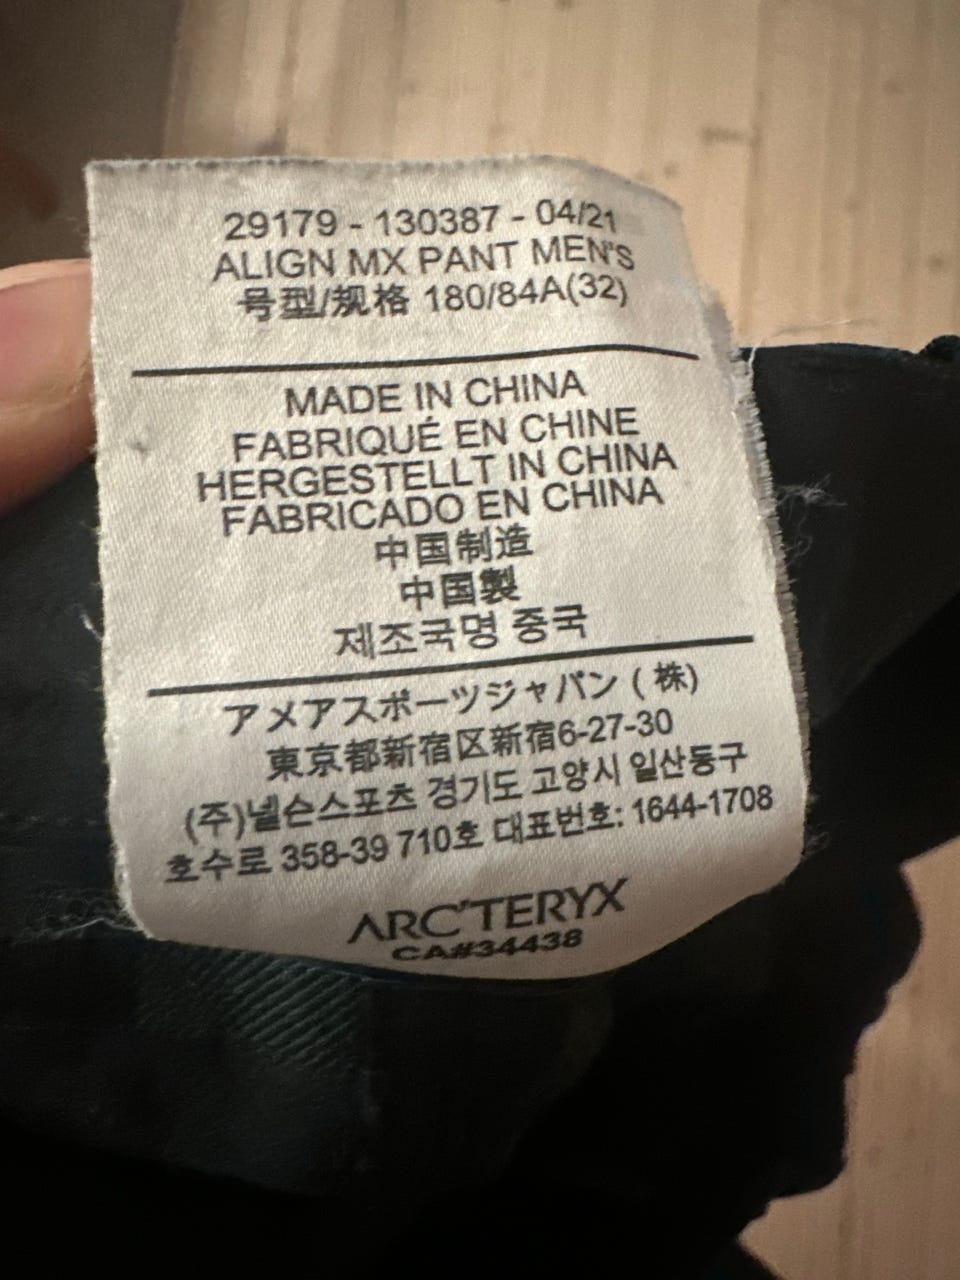 29179 - 130387 - 04/21
ALIGN MX PANT MEN'S
号型/规格 180/84A(32)
MADE IN CHINA
FABRIQUÉ EN CHINE
HERGESTELLT IN CHINA
FABRICADO EN CHINA
中国制造
中国製
제조국명 중국
アメアスポーツジャパン ( 株)
東京都新宿区新宿6-27-30
(주)넬슨스포츠 경기도 고양시 일산동구
호수로 358-39 710호 대표번호: 1644-1708
ARC'TERYX
CA#34438